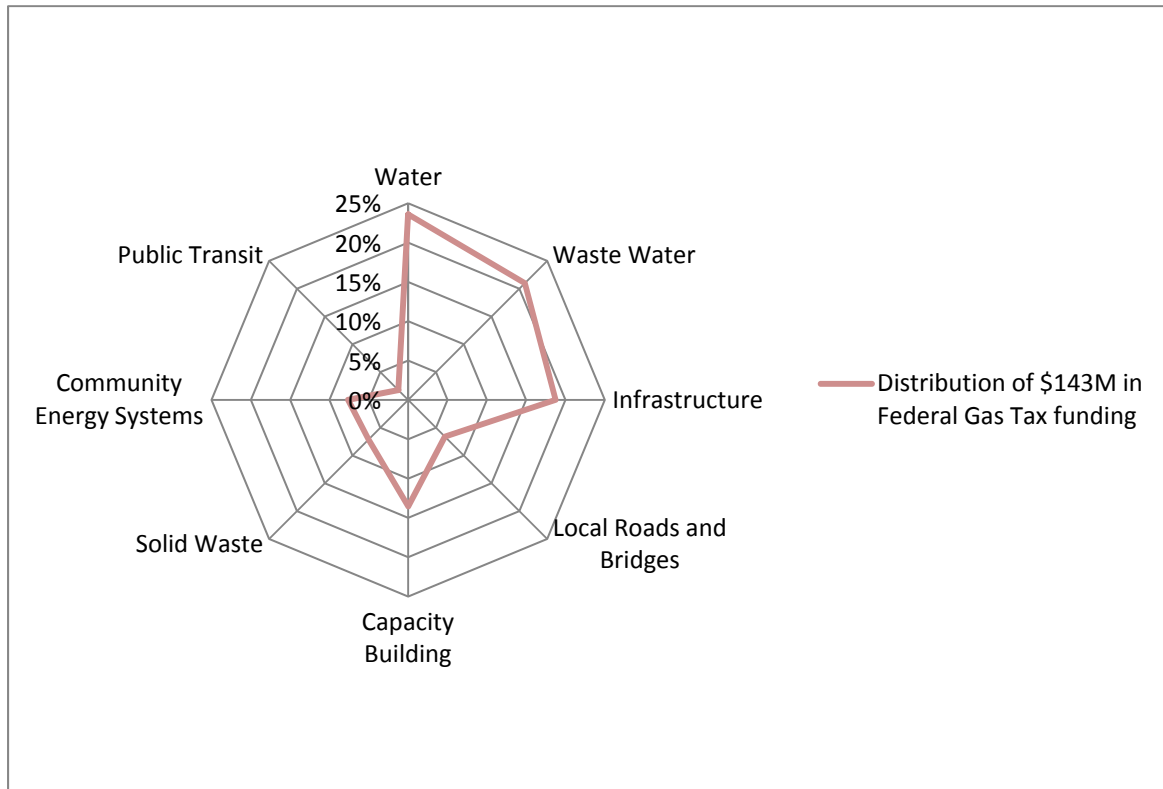 Water
25%
20%
15%
10%
5%
0%
Public Transit
Waste Water
Community
Energy Systems
Infrastructure
Distribution of $143M in
Federal Gas Tax funding
Solid Waste
Local Roads and
Bridges
Capacity
Building